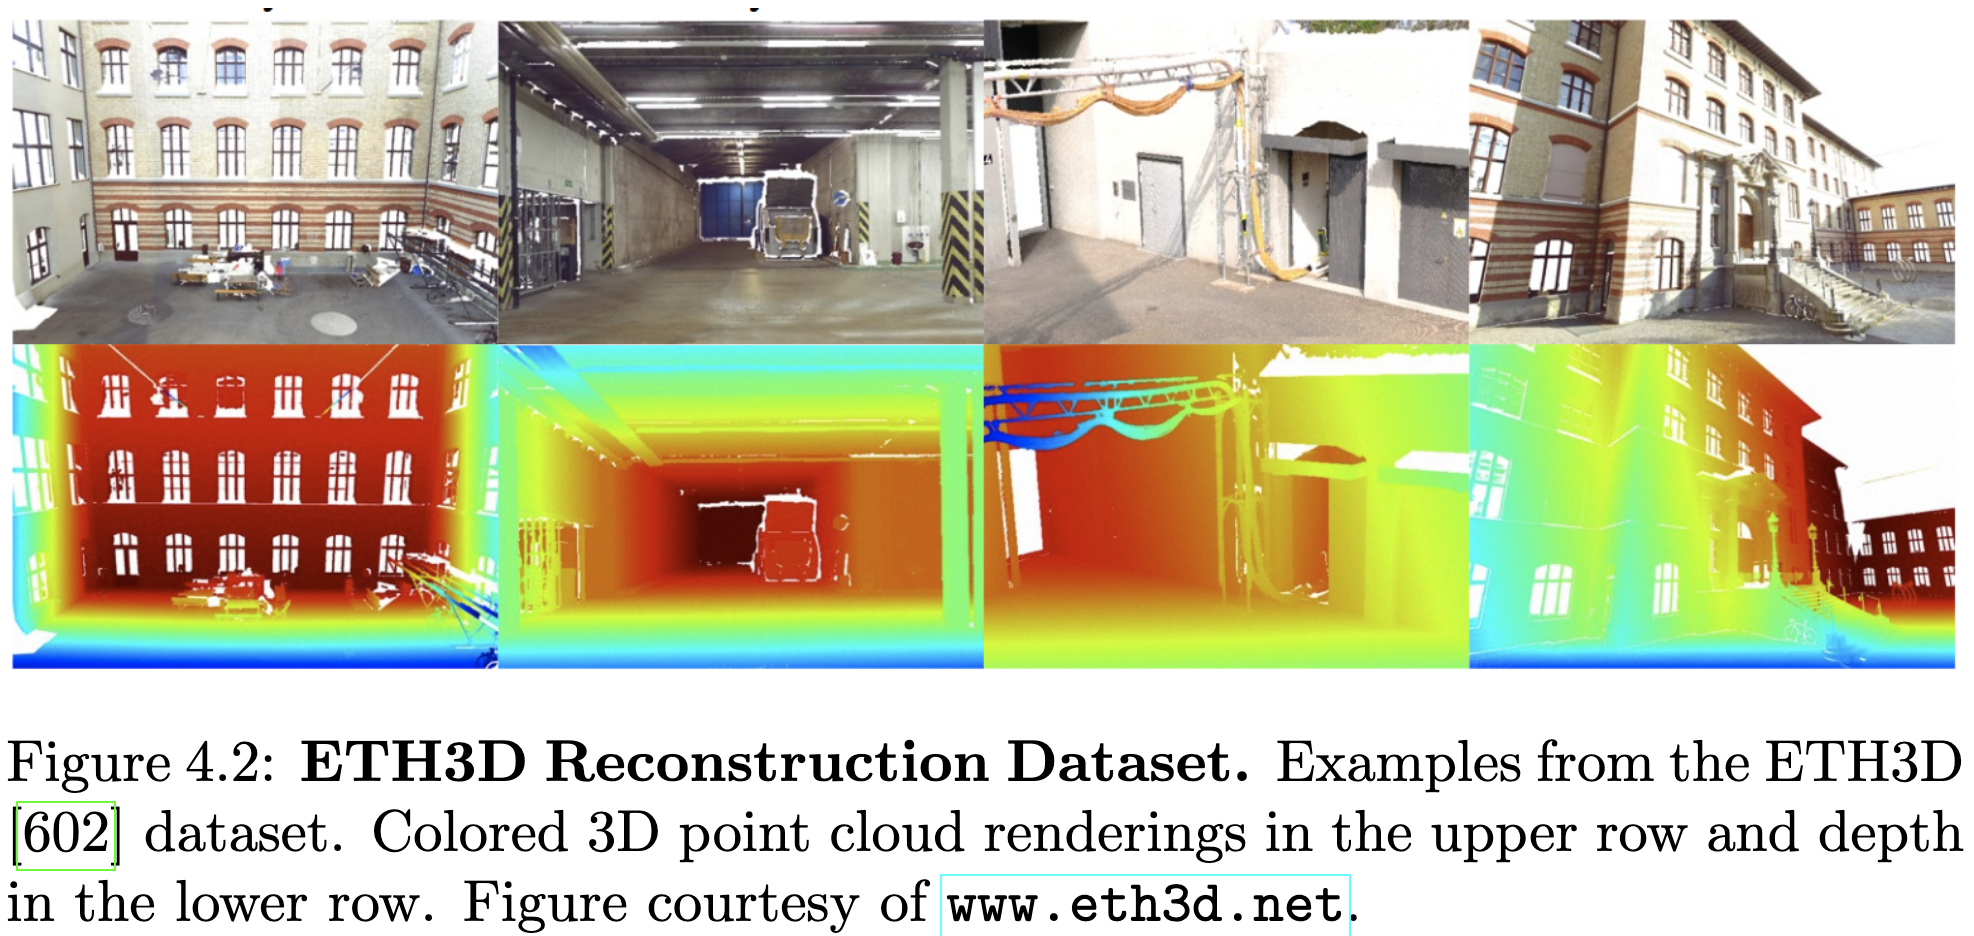 Figure 4.2: ETH3D Reconstruction Dataset. Examples from the ETH3D
[602] dataset. Colored 3D point cloud renderings in the upper row and depth
in the lower row. Figure courtesy of www.eth3d.net.